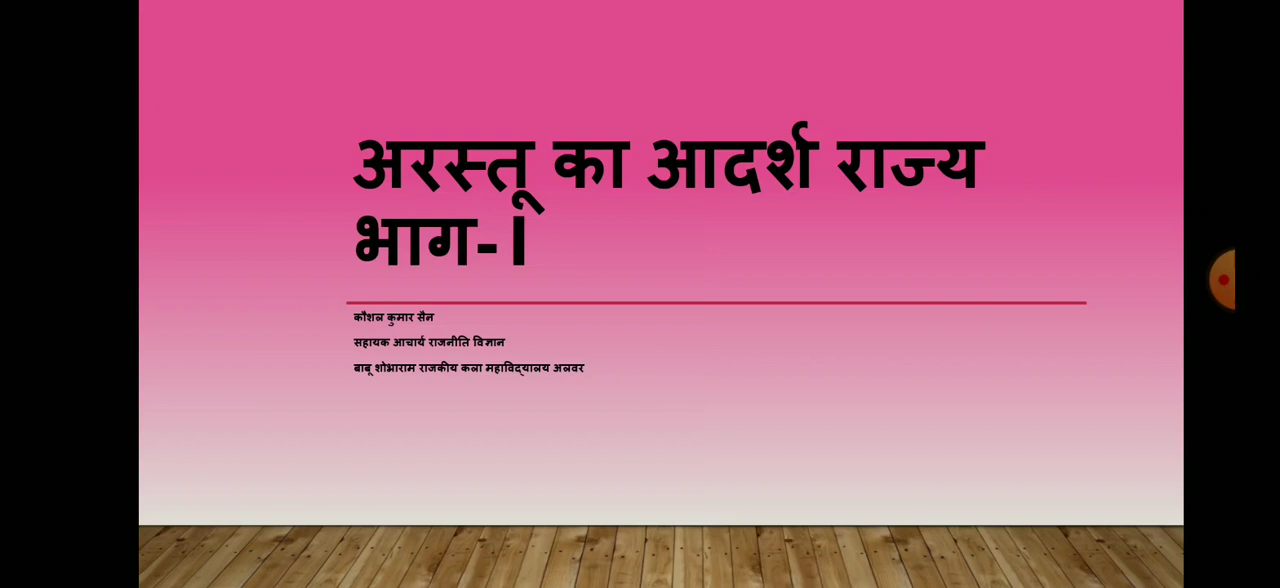 अरस्तू का आदर्श राज्य
भाग-I
कौशल कुमार सैन
सहायक आचार्य राजनीति विज्ञान
बाबू शोभाराम राजकीय कला महाविद्यालय अलवर